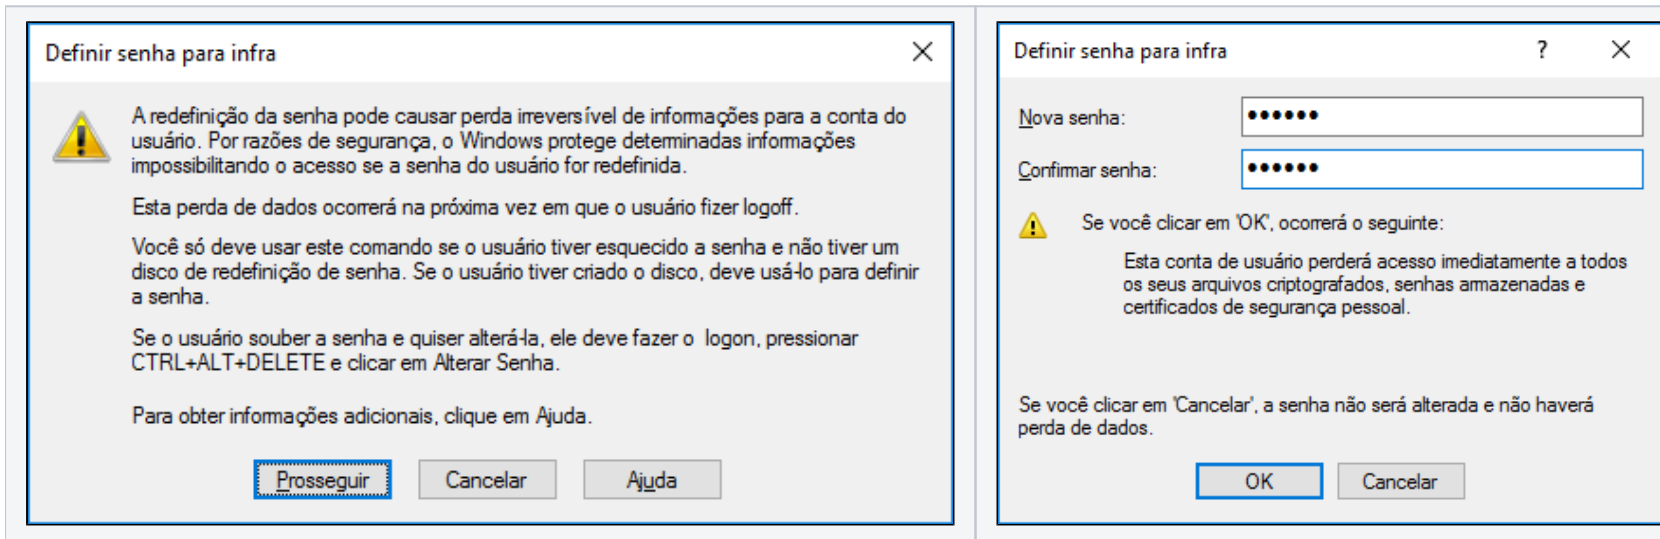 Definir senha para infra
A redefinição da senha pode causar perda irreversível de informações para a conta do
usuário. Por razões de segurança, o Windows protege determinadas informações
impossibilitando o acesso se a senha do usuário for redefinida.
Esta perda de dados ocorrerá na próxima vez em que o usuário fizer logoff.
Você só deve usar este comando se o usuário tiver esquecido a senha e não tiver um
disco de redefinição de senha. Se o usuário tiver criado o disco, deve usá-lo para definir
a senha.
Se o usuário souber a senha e quiser alterá-la, ele deve fazer o logon, pressionar
CTRL+ALT+DELETE e clicar em Alterar Senha.
Para obter informações adicionais, clique em Ajuda.
Prosseguir Cancelar Ajuda
Definir senha para infra ?
Nova senha: ••••••
Confirmar senha: ••••••
Se você clicar em 'OK', ocorrerá o seguinte:
Esta conta de usuário perderá acesso imediatamente a todos
os seus arquivos criptografados, senhas armazenadas e
certificados de segurança pessoal.
Se você clicar em 'Cancelar', a senha não será alterada e não haverá
perda de dados.
OK Cancelar